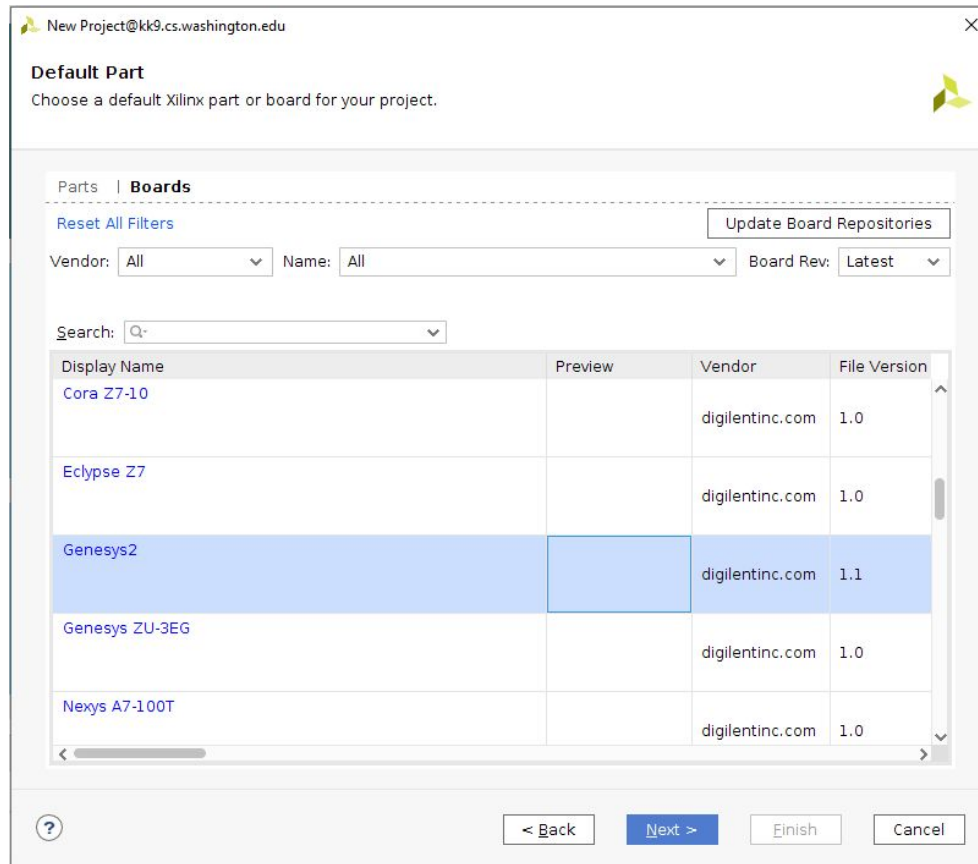 New Project@kk9.cs.washington.edu
Default Part
Choose a default Xilinx part or board for your project.
Parts | Boards
Reset All Filters Update Board Repositories
Vendor: All Name: All Board Rev: Latest
Search:
Display Name Preview Vendor File Version
Cora Z7-10
digilentinc.com 1.0
Eclypse Z7
digilentinc.com 1.0
Genesys2
digilentinc.com 1.1
Genesys ZU-3EG
digilentinc.com 1.0
Nexys A7-100T
digilentinc.com 1.0
? < Back Next > Finish Cancel